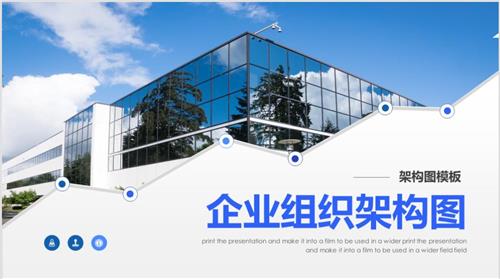 架构图模板
企业组织架构图
print the presentation and make it into a film to be used in a wider print the presentation
and make it into a film to be used in a wider field field